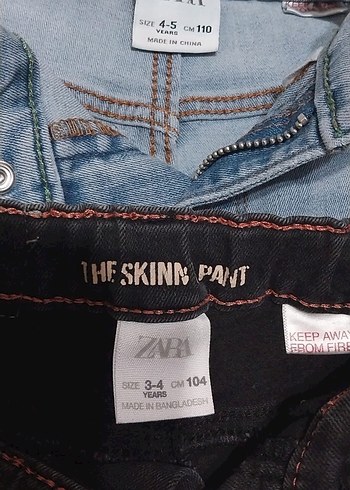 ZARA
SIZE 4-5 CM 110
YEARS
MADE IN CHINA
THE SKINN PANT
ZARA
SIZE 3-4 CM 104
YEARS
MADE IN BANGLADESH
KEEP AWAY
FROM FIRE